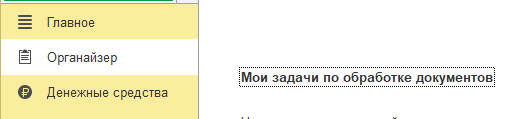 Главное
Органайзер
Денежные средства
Мои задачи по обработке документов